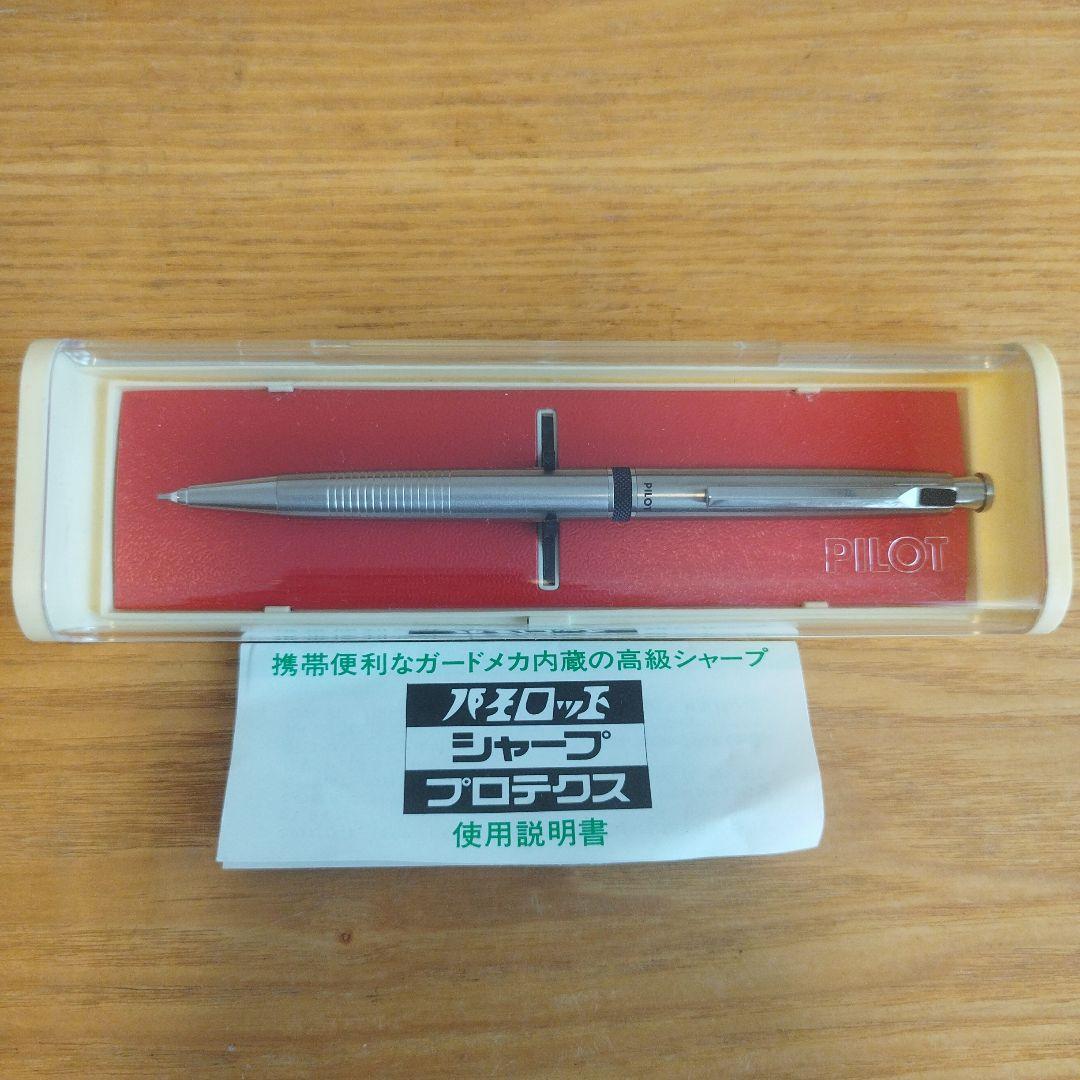 PILOT
PILOT
携帯便利なガードメカ内蔵の高級シャープ
パイロット
シャープ
プロテクス
使用説明書